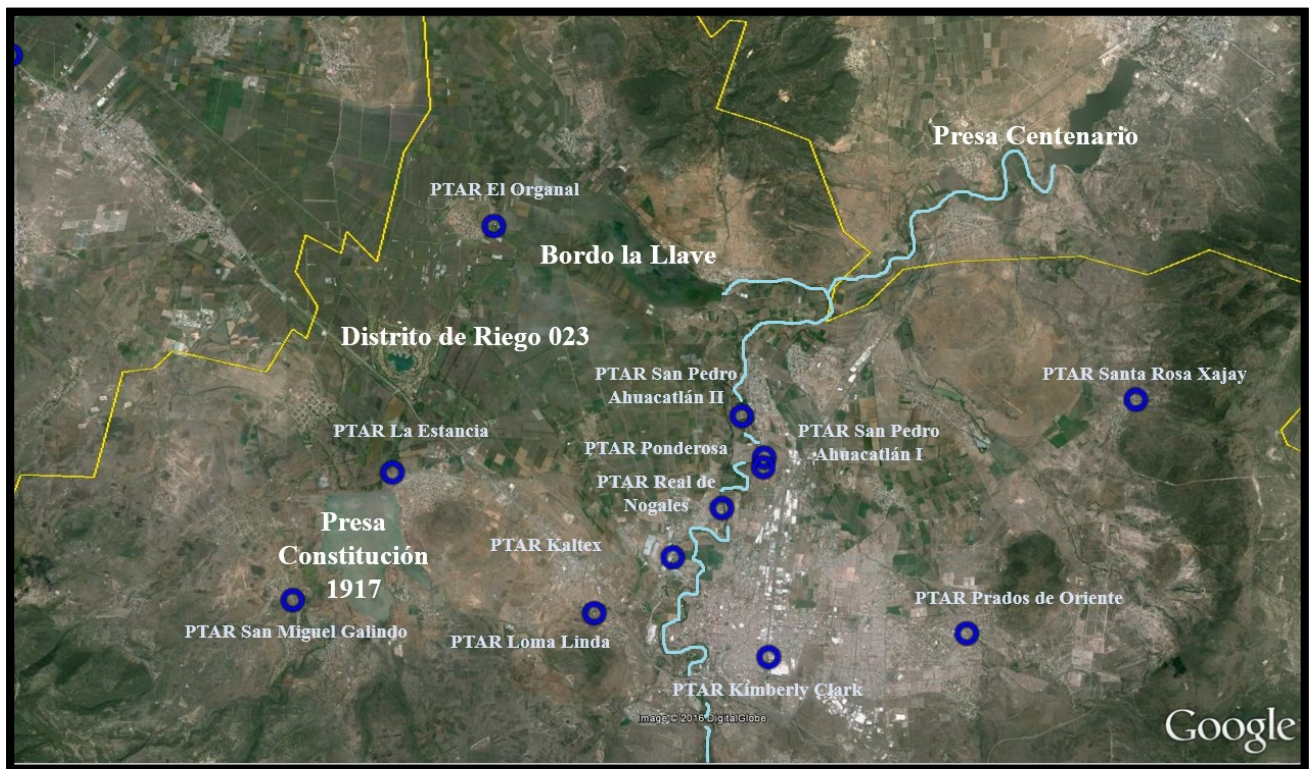 Presa Centenario
PTAR El Organal
Bordo la Llave
Distrito de Riego 023
PTAR San Pedro
Ahuacatlán II
PTAR Santa Rosa Xajay
PTAR La Estancia
PTAR Ponderosa
PTAR San Pedro
Ahuacatlán I
PTAR Real de
Nogales
Presa
Constitución
1917
PTAR Kaltex
PTAR Prados de Oriente
PTAR San Miguel Galindo
PTAR Loma Linda
PTAR Kimberly Clark
Image © 2016 DigitalGlobe
Google